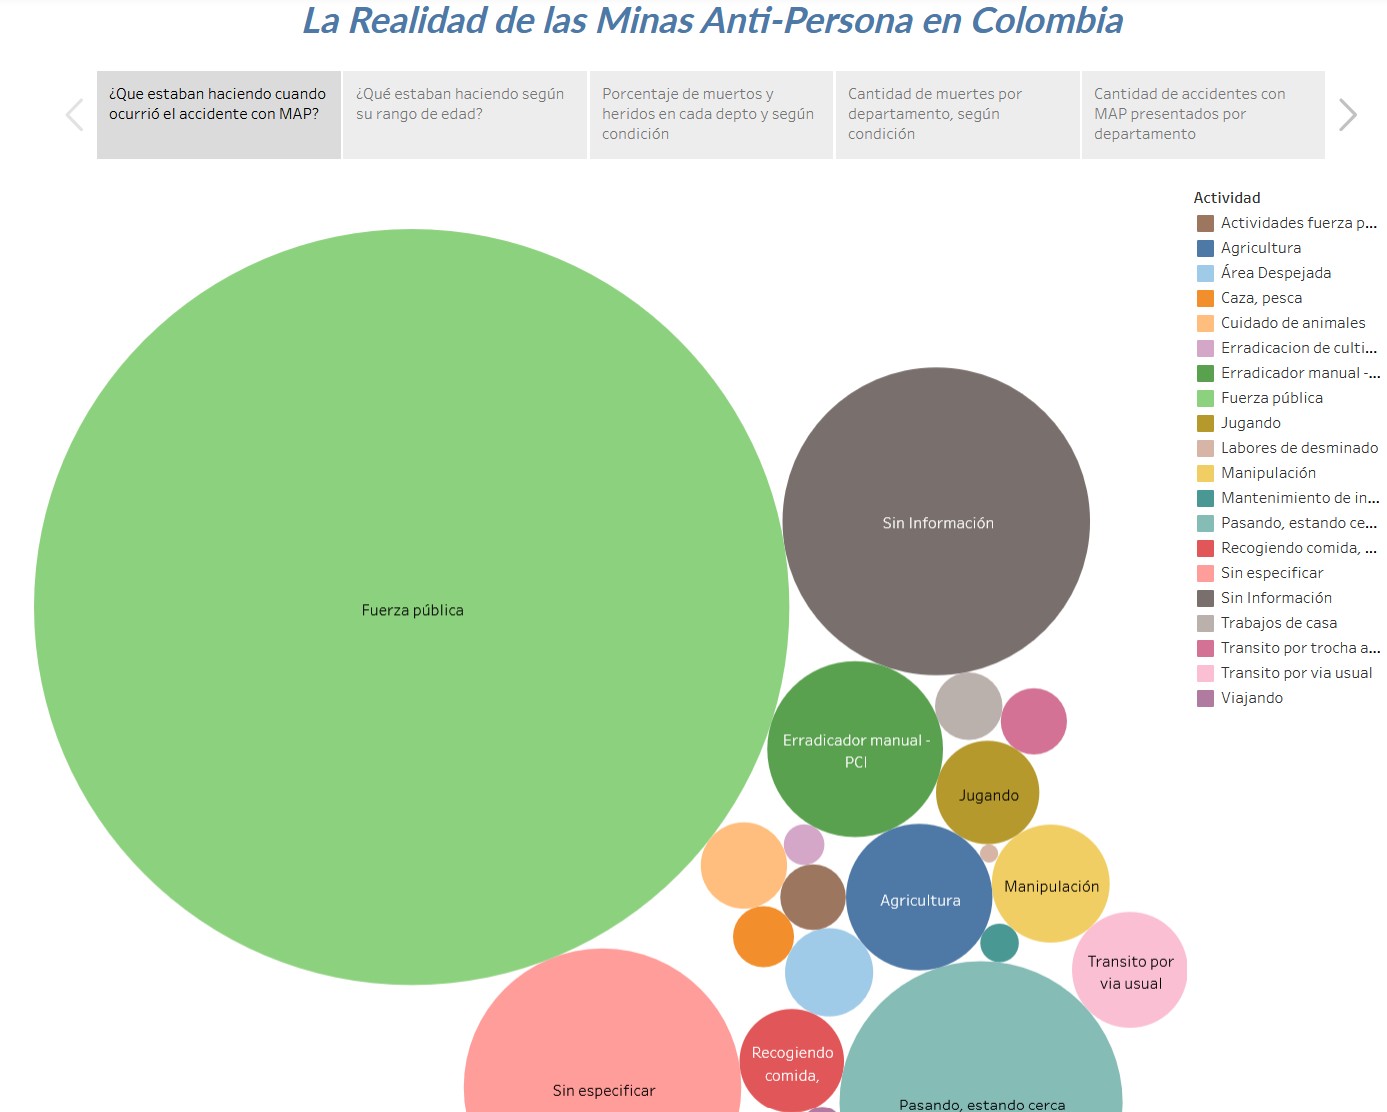 La Realidad de las Minas Anti-Persona en Colombia
¿Que estaban haciendo cuando
ocurrió el accidente con MAP?
¿Qué estaban haciendo según
su rango de edad?
Porcentaje de muertos y
heridos en cada depto y según
condición
Cantidad de muertes por
departamento, según
condición
Cantidad de accidentes con
MAP presentados por
departamento
Actividad
Actividades fuerza p...
Agricultura
Área Despejada
Caza, pesca
Cuidado de animales
Erradicacion de culti...
Erradicador manual -...
Fuerza pública
Jugando
Labores de desminado
Manipulación
Mantenimiento de in...
Pasando, estando ce...
Recogiendo comida, ...
Sin especificar
Sin Información
Trabajos de casa
Transito por trocha a...
Transito por via usual
Viajando
Sin Información
Fuerza pública
Erradicador manual -
PCI
Jugando
Manipulación
Agricultura
Transito por
via usual
Recogiendo
comida,
Sin especificar
Pasando, estando cerca